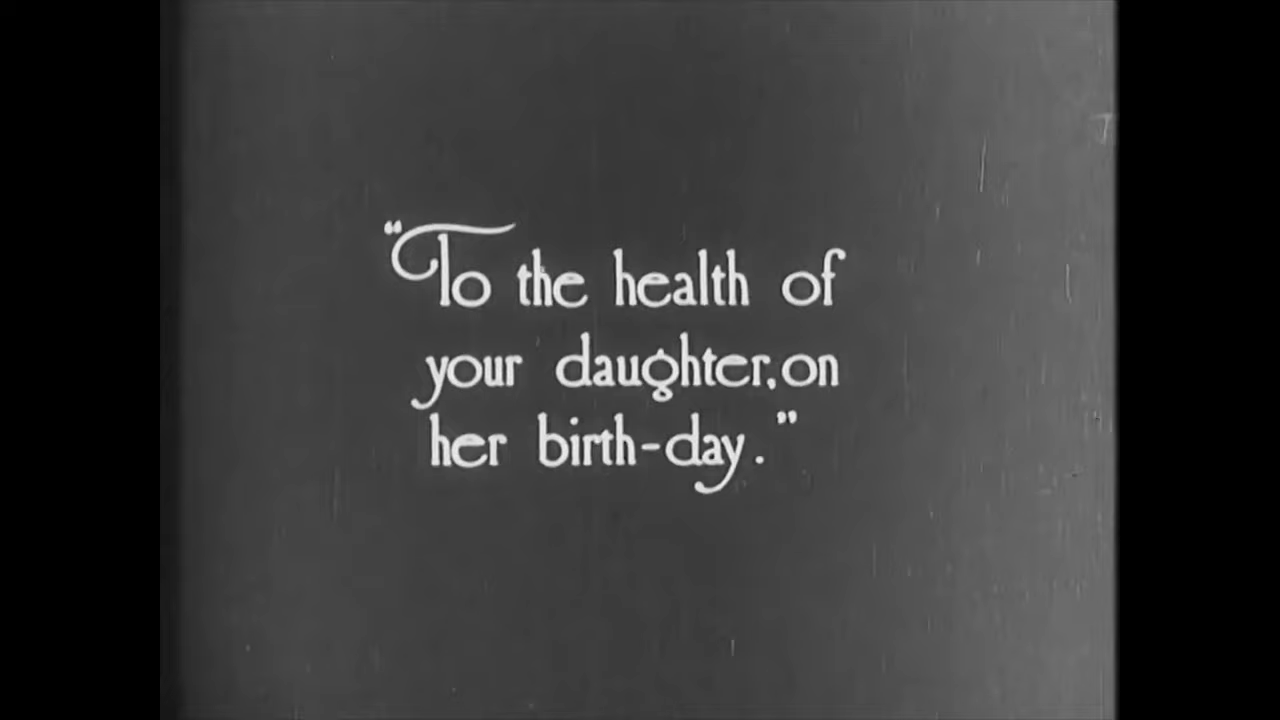 “To the health of
your daughter, on
her birth-day.”